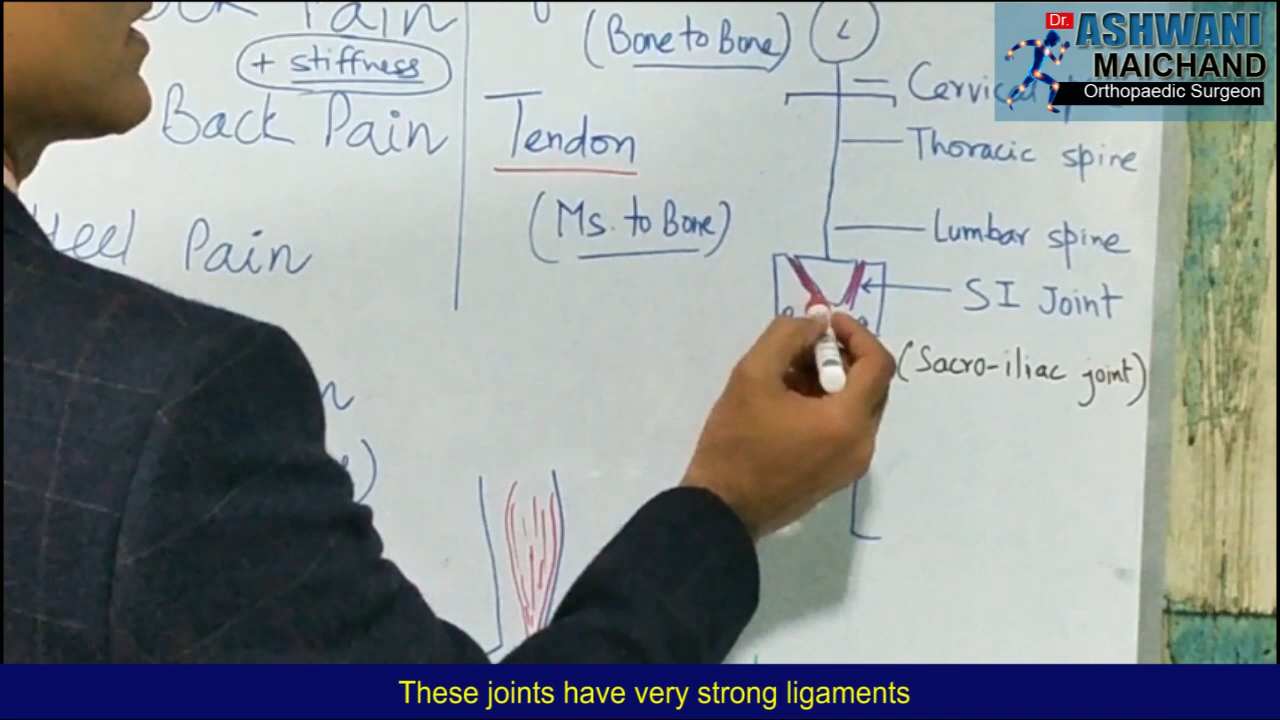 Pain
+ stiffness
Back Pain
Heel Pain
(Bone to Bone)
Tendon
(Ms. to Bone)
Thoracic spine
Lumbar spine
SI Joint
(Sacro-iliac joint)
Dr. ASHWANI
MAICHAND
Orthopaedic Surgeon
These joints have very strong ligaments